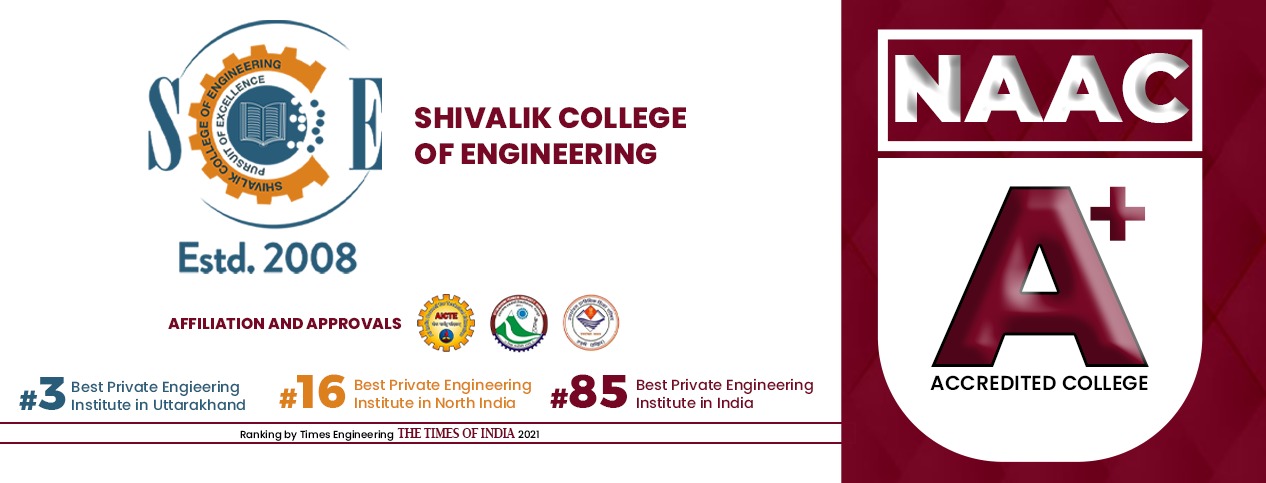 S C E
SHIVALIK COLLEGE OF ENGINEERING
PURSUIT OF EXCELLENCE
SHIVALIK
Estd. 2008
SHIVALIK COLLEGE
OF ENGINEERING
AFFILIATION AND APPROVALS
AICTE
#3 Best Private Engieering
Institute in Uttarakhand
#16 Best Private Engineering
Institute in North India
#85 Best Private Engineering
Institute in India
Ranking by Times Engineering THE TIMES OF INDIA 2021
NAAC
A+
ACCREDITED COLLEGE